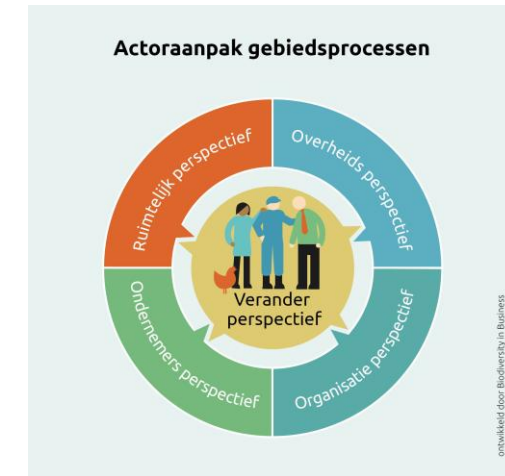 Actoraanpak gebiedsprocessen
Ruimtelijk perspectief
Overheids perspectief
Verander
perspectief
Ondernemers perspectief
Organisatie perspectief
ontwikkeld door Biodiversity in Business